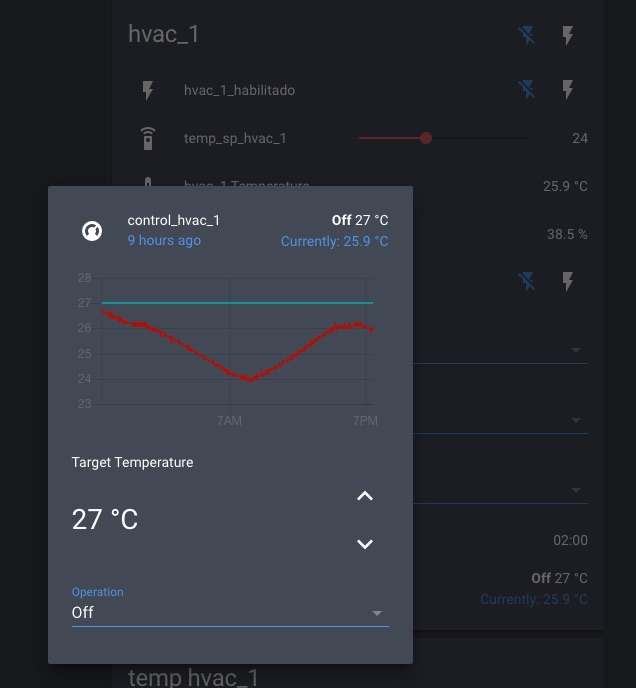 hvac_1
hvac_1_habilitado
temp_sp_hvac_1 24
hvac_1 Temperature 25.9 °C
38.5 %
control_hvac_1 Off 27 °C
9 hours ago Currently: 25.9 °C
28
27
26
25
24
23
7AM 7PM
Target Temperature
27 °C
Operation
Off
02:00
Off 27 °C
Currently: 25.9 °C
temp hvac_1